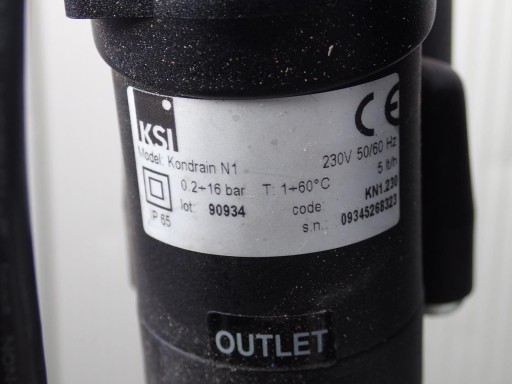 KSI
CE
Model: Kondrain N1
230V 50/60 Hz
0.2÷16 bar T: 1÷60°C 5 lt/h
IP 65
lot: 90934 code: KN1.230
s.n.: 09345268323
OUTLET